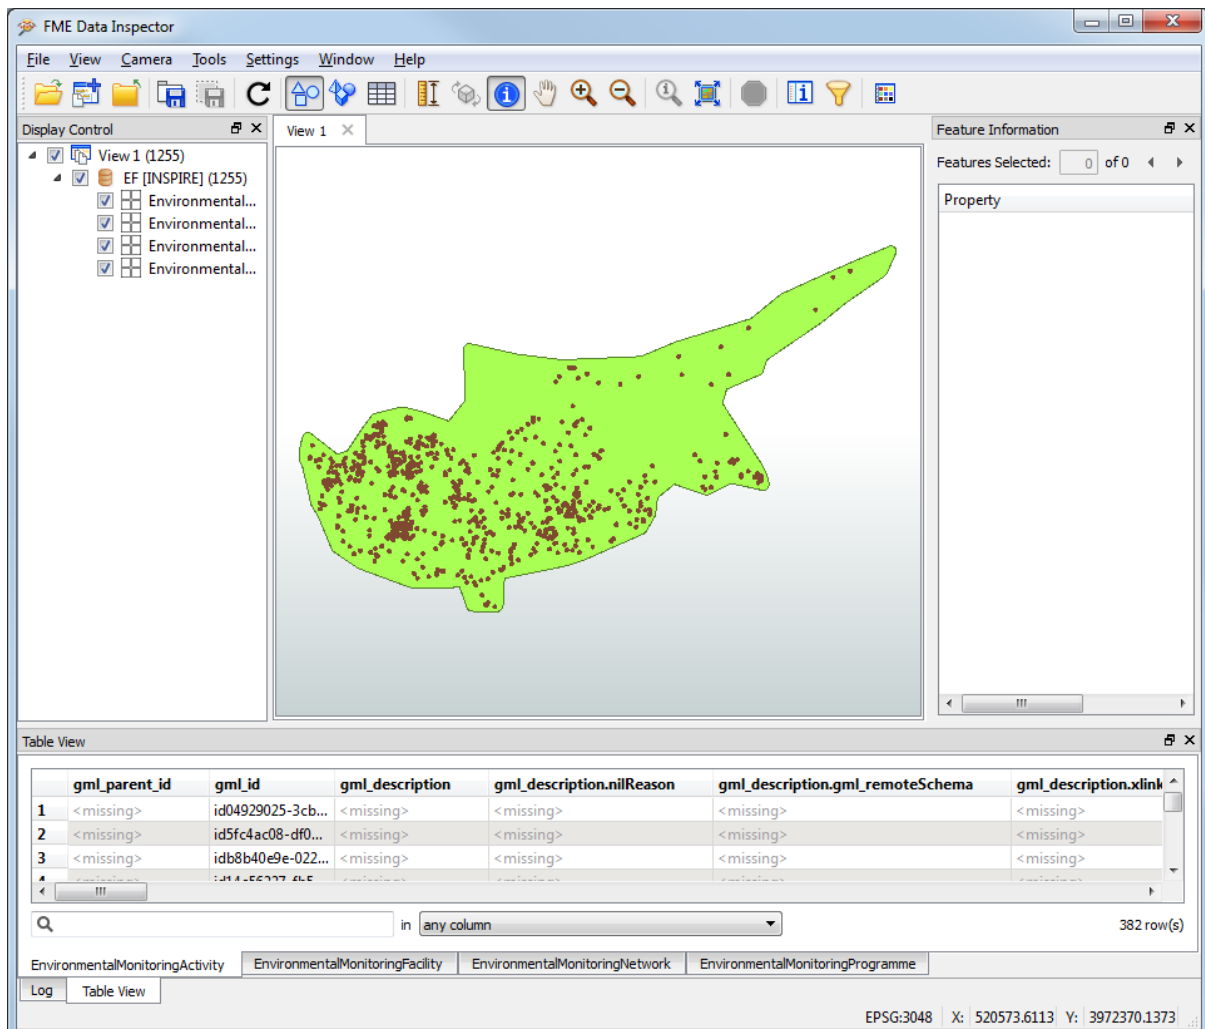 FME Data Inspector
File View Camera Tools Settings Window Help
Display Control
View 1 (1255)
EF [INSPIRE] (1255)
Environmental...
Environmental...
Environmental...
Environmental...
View 1
Feature Information
Features Selected: 0 of 0
Property
Table View
gml_parent_id gml_id gml_description gml_description.nilReason gml_description.gml_remoteSchema gml_description.xlink
1 <missing> id04929025-3cb... <missing> <missing> <missing> <missing>
2 <missing> id5fc4ac08-df0... <missing> <missing> <missing> <missing>
3 <missing> idb8b40e9e-022... <missing> <missing> <missing> <missing>
in any column 382 row(s)
EnvironmentalMonitoringActivity EnvironmentalMonitoringFacility EnvironmentalMonitoringNetwork EnvironmentalMonitoringProgramme
Log Table View
EPSG:3048 X: 520573.6113 Y: 3972370.1373